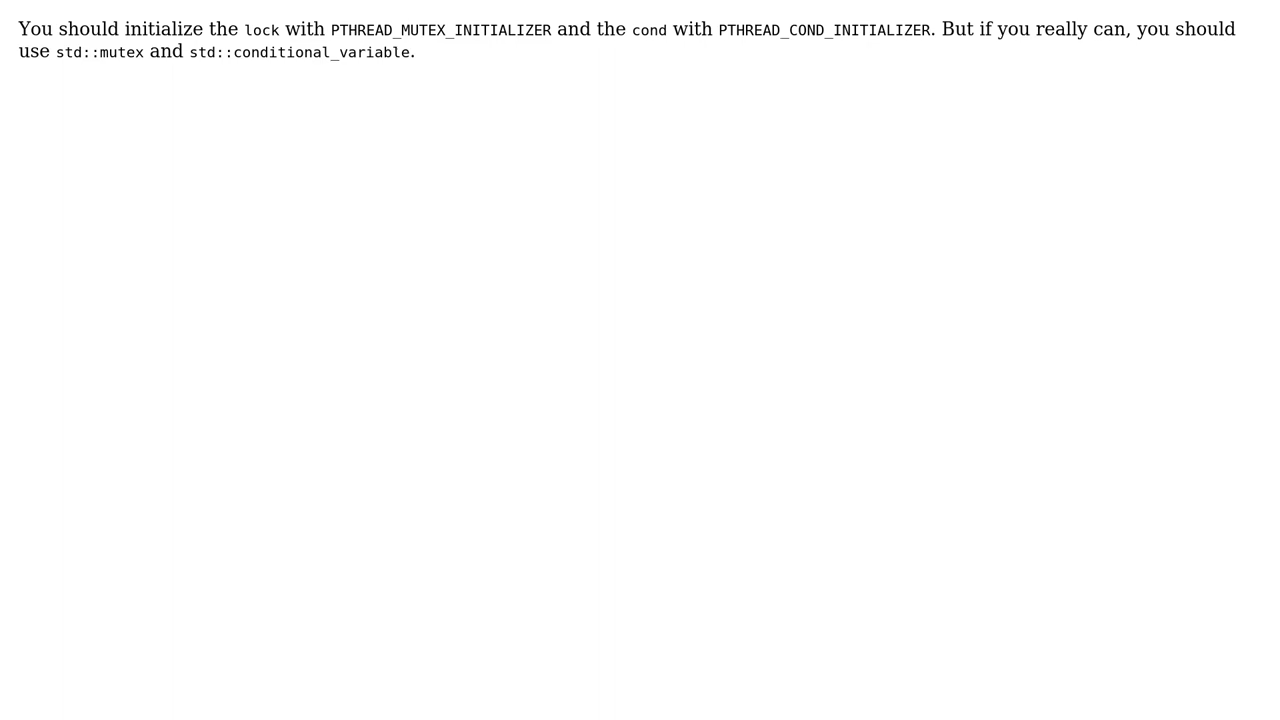 You should initialize the lock with PTHREAD_MUTEX_INITIALIZER and the cond with PTHREAD_COND_INITIALIZER. But if you really can, you should
use std::mutex and std::conditional_variable.